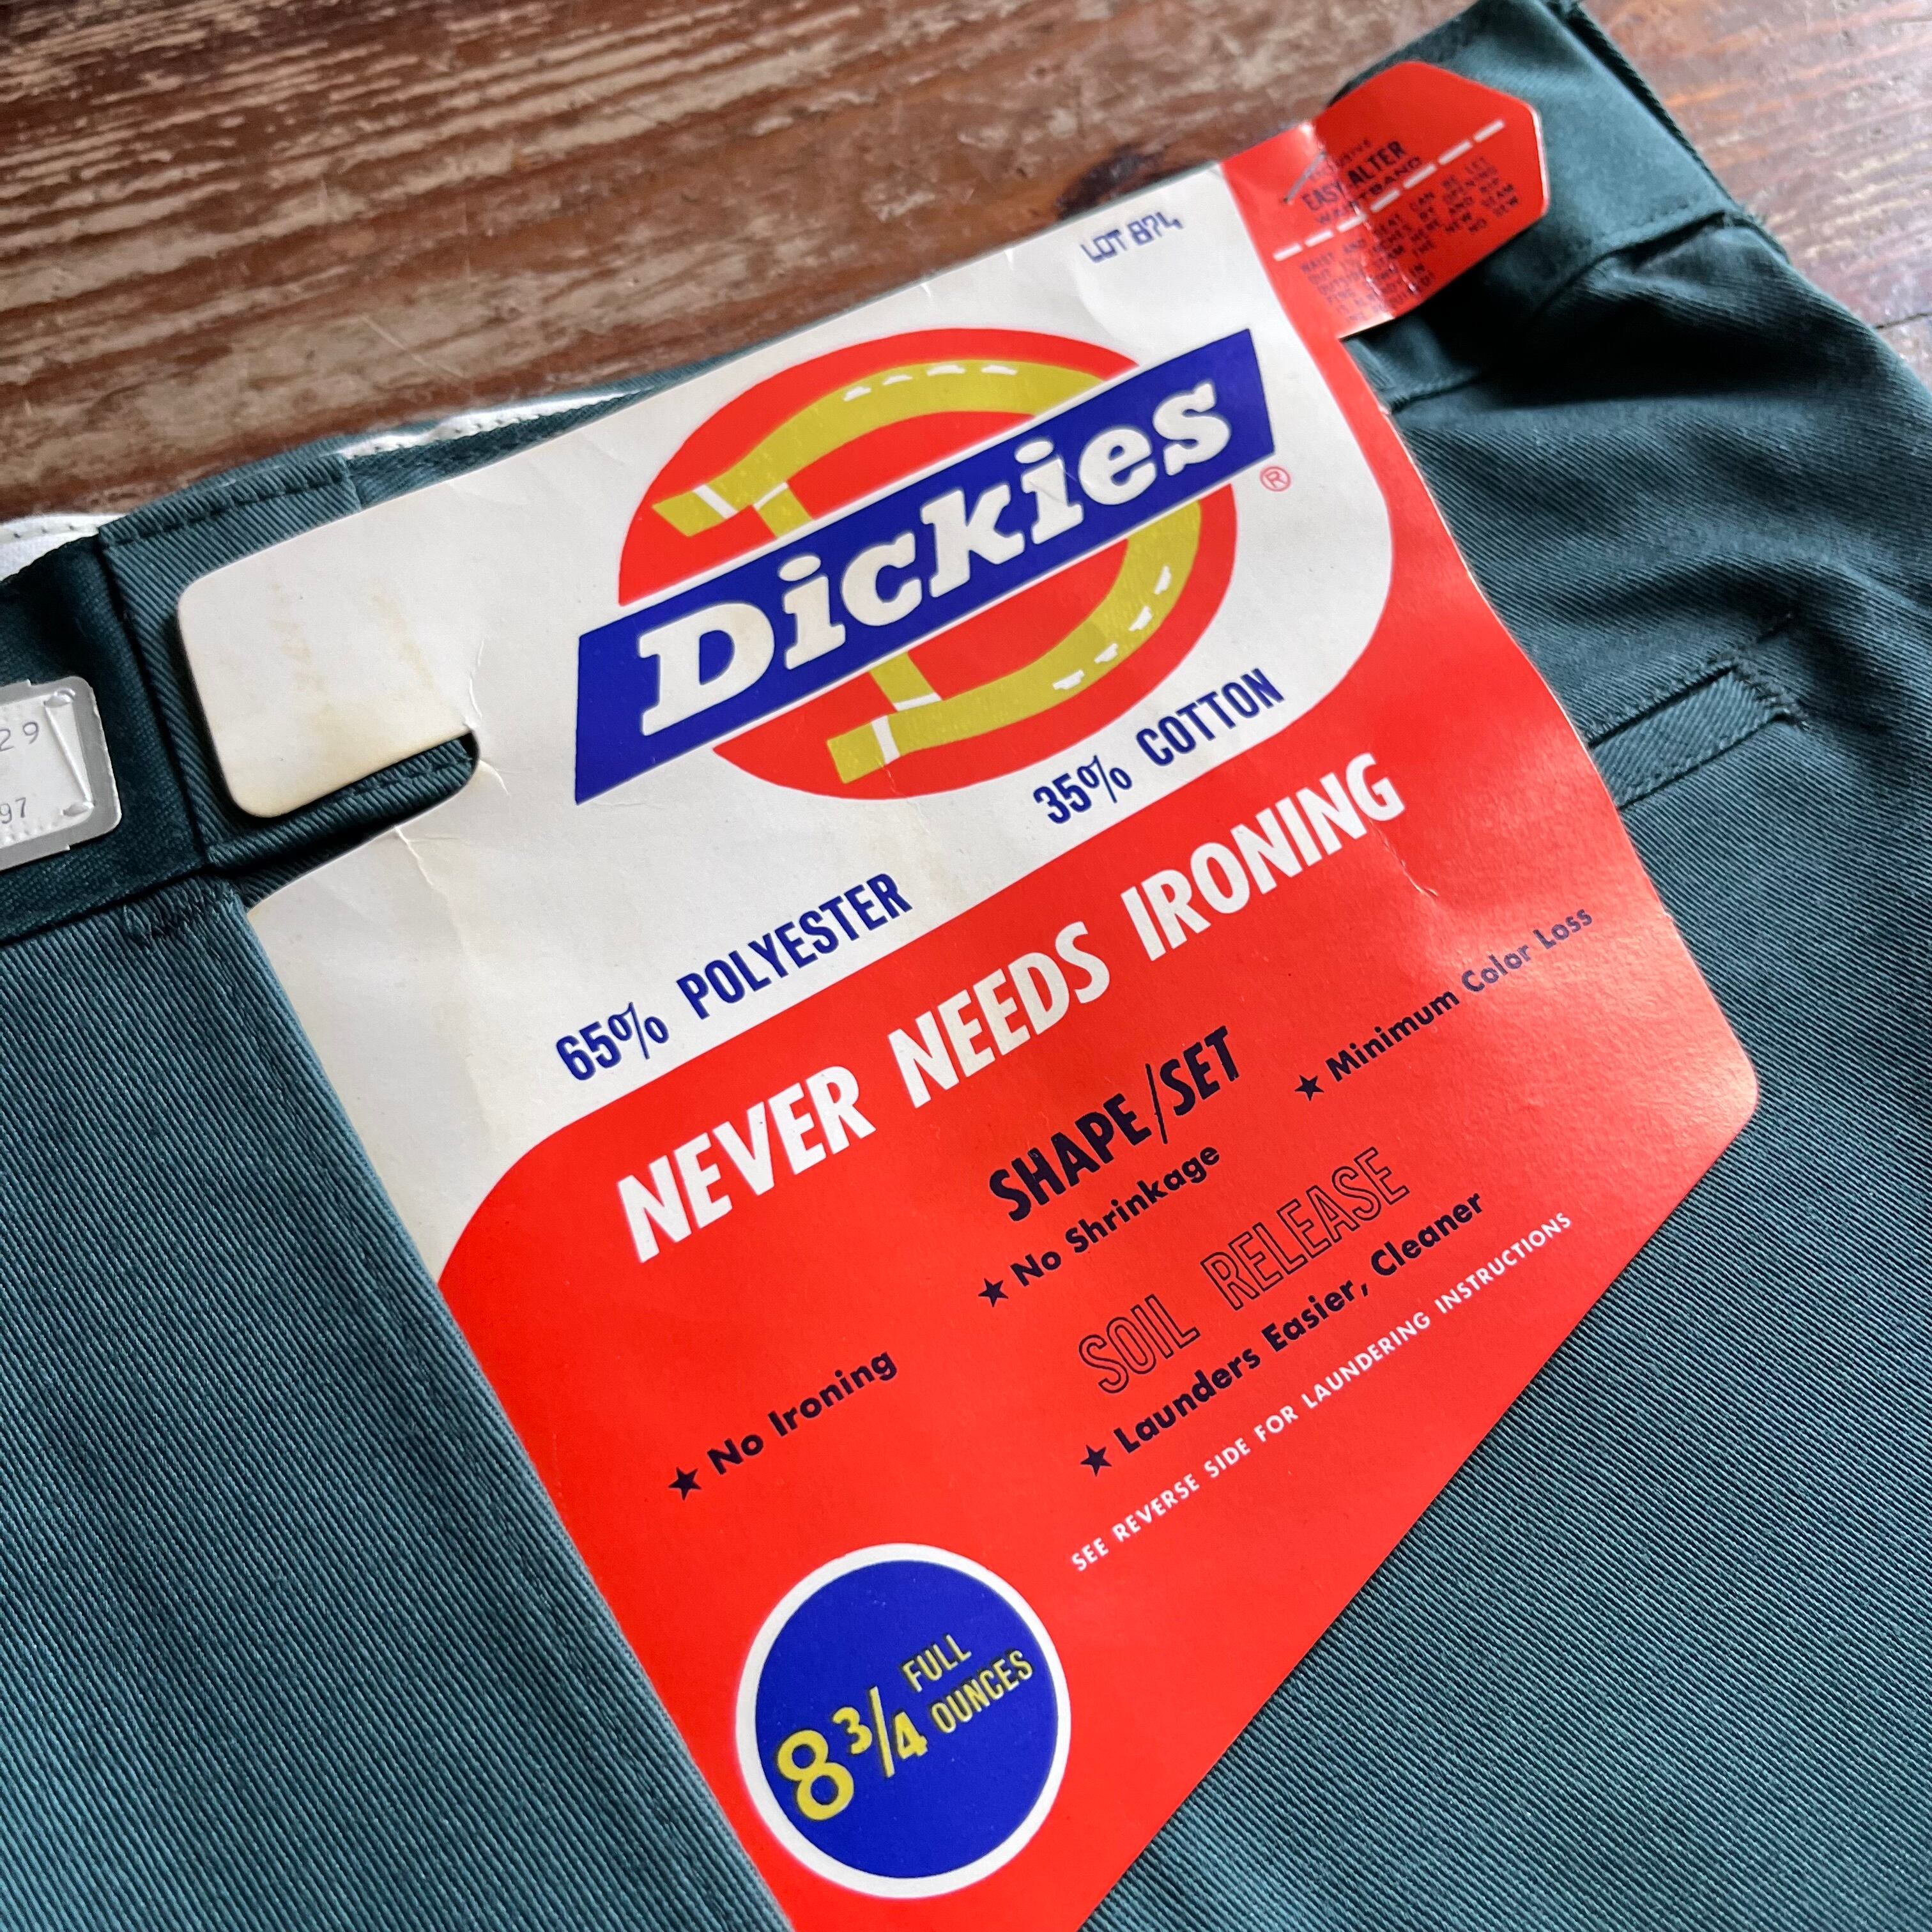 EASY-ALTER
WAISTBAND
LOT 874
Dickies
®
65% POLYESTER 35% COTTON
NEVER NEEDS IRONING
SHAPE/SET
★ No Ironing ★ No Shrinkage ★ Minimum Color Loss
SOIL RELEASE
★ Launders Easier, Cleaner
SEE REVERSE SIDE FOR LAUNDERING INSTRUCTIONS
8 3/4 FULL OUNCES
29
97